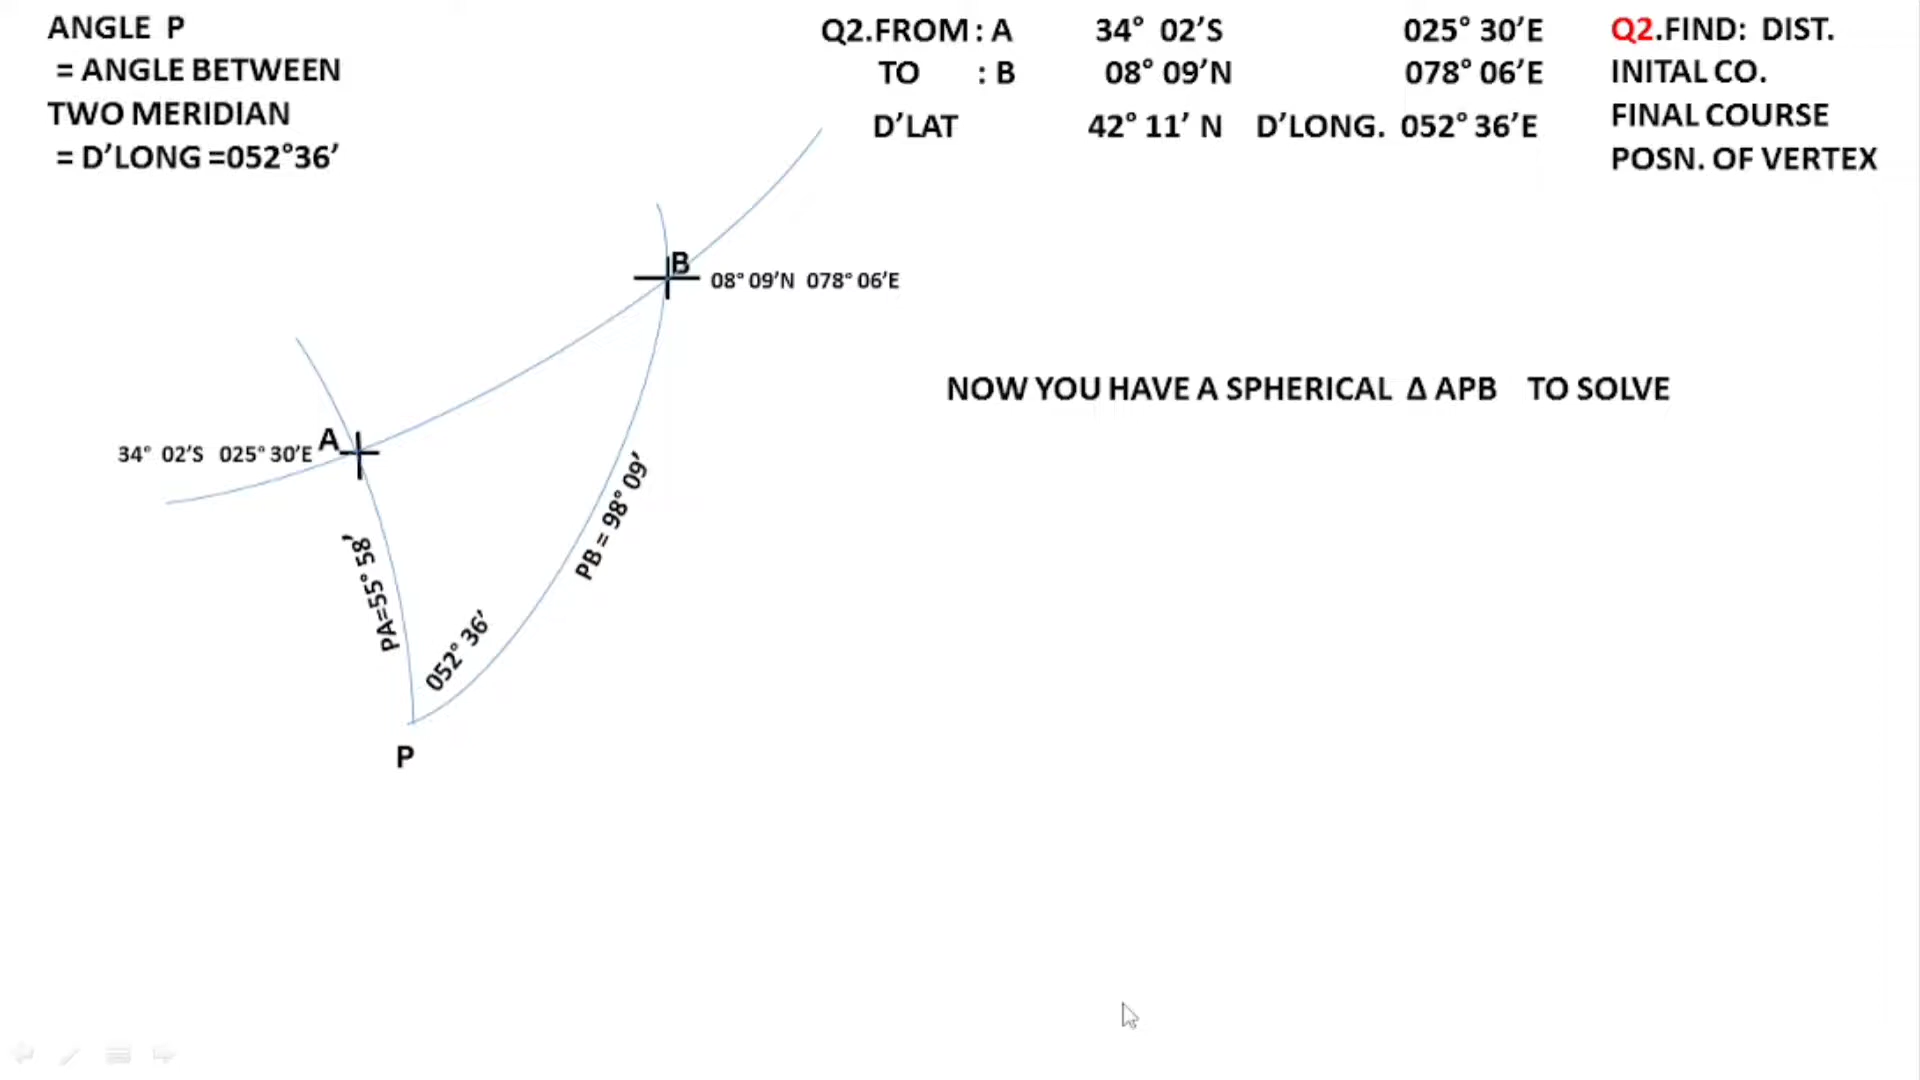 ANGLE P
= ANGLE BETWEEN
TWO MERIDIAN
= D’LONG =052°36’
Q2.FROM : A 34° 02’S 025° 30’E
TO : B 08° 09’N 078° 06’E
D’LAT 42° 11’ N D’LONG. 052° 36’E
Q2.FIND: DIST.
INITAL CO.
FINAL COURSE
POSN. OF VERTEX
B
08° 09’N 078° 06’E
NOW YOU HAVE A SPHERICAL Δ APB TO SOLVE
34° 02’S 025° 30’E A
PA=55° 58’
PB = 98° 09’
052° 36’
P